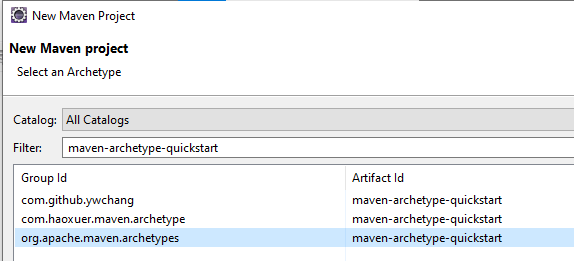 New Maven Project
New Maven project
Select an Archetype
Catalog: All Catalogs
Filter: maven-archetype-quickstart
Group Id Artifact Id
com.github.ywchang maven-archetype-quickstart
com.haoxuer.maven.archetype maven-archetype-quickstart
org.apache.maven.archetypes maven-archetype-quickstart